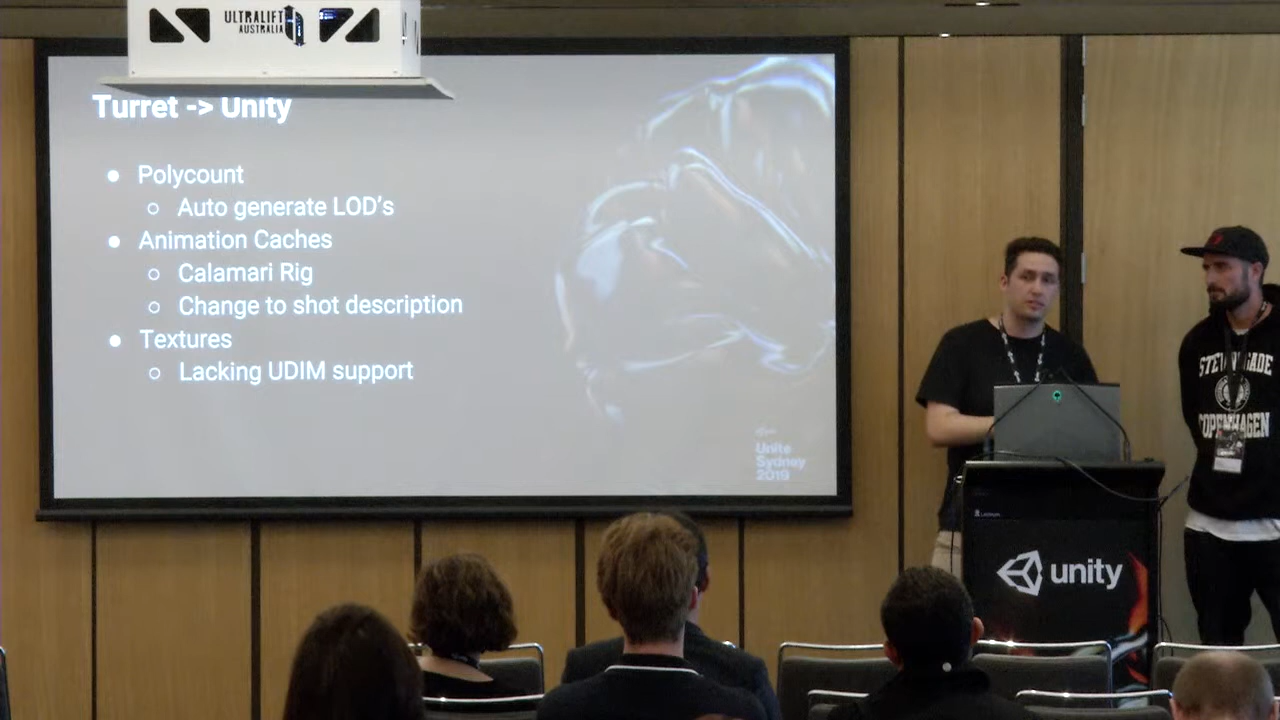 ULTRALIFT
AUSTRALIA
Turret -> Unity
● Polycount
○ Auto generate LOD's
● Animation Caches
○ Calamari Rig
○ Change to shot description
● Textures
○ Lacking UDIM support
Unite
Sydney
2019
COPENHAGEN
unity